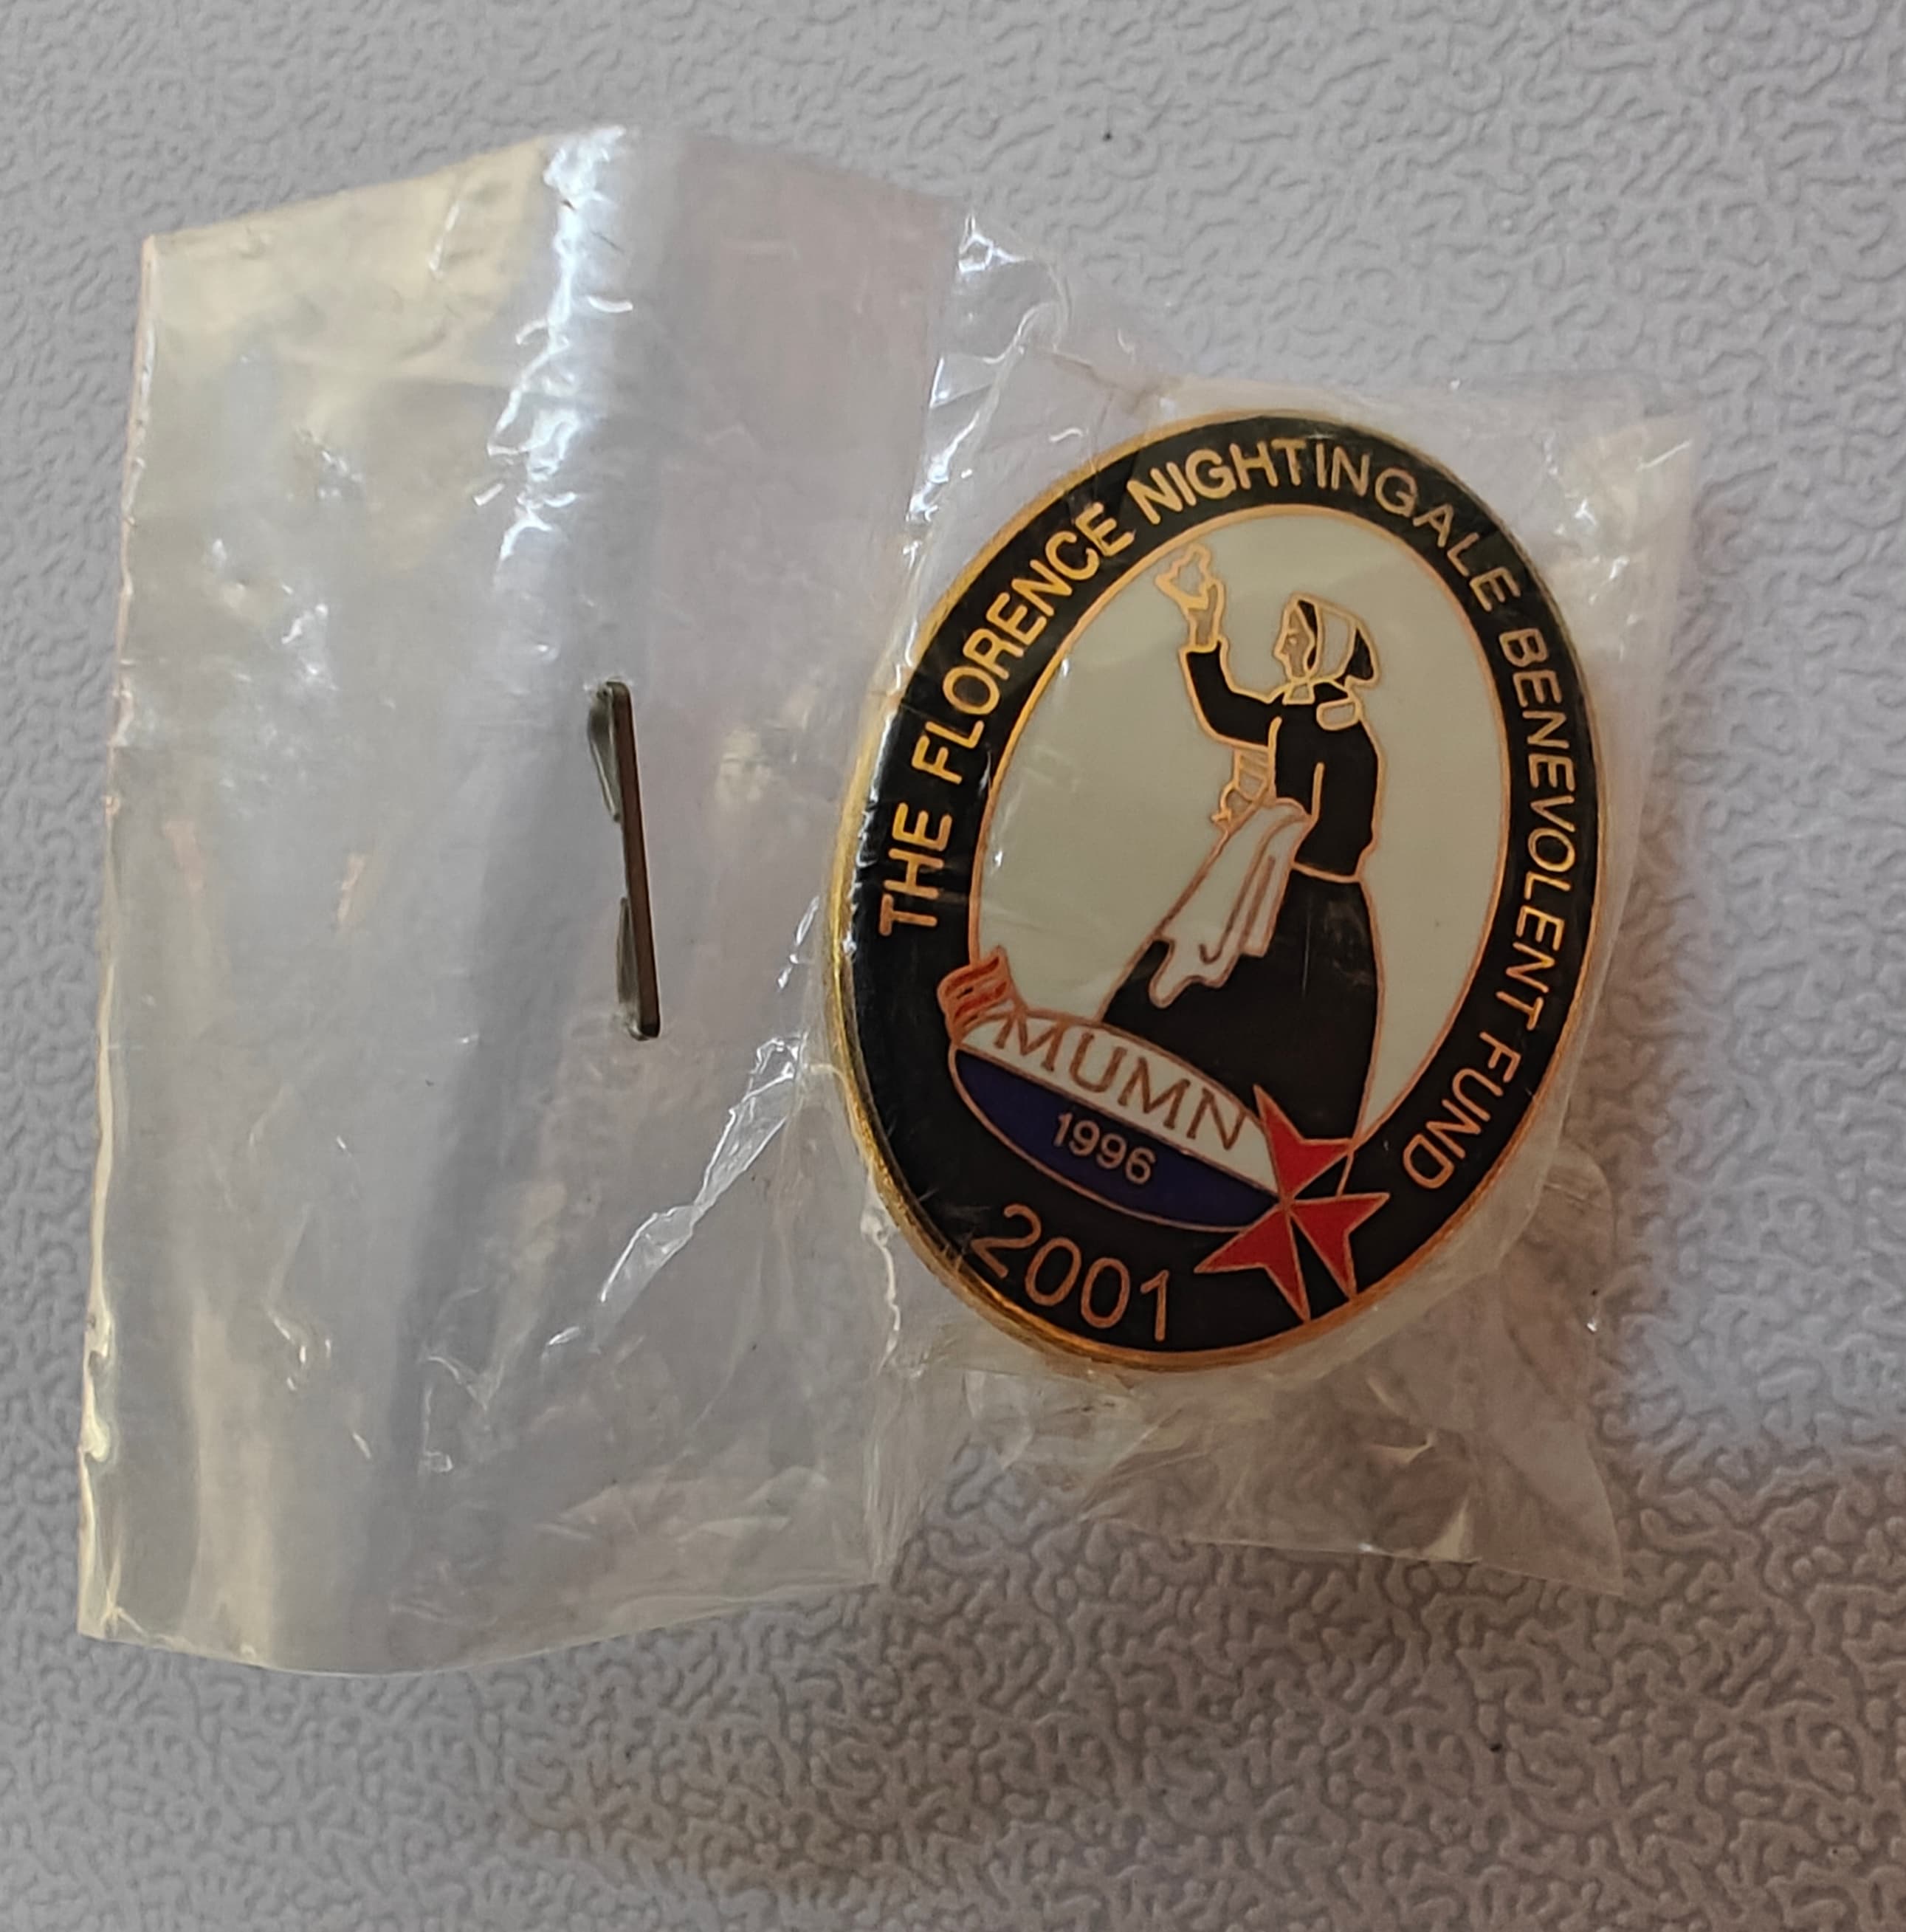 THE FLORENCE NIGHTINGALE BENEVOLENT FUND
MUMN
1996
2001